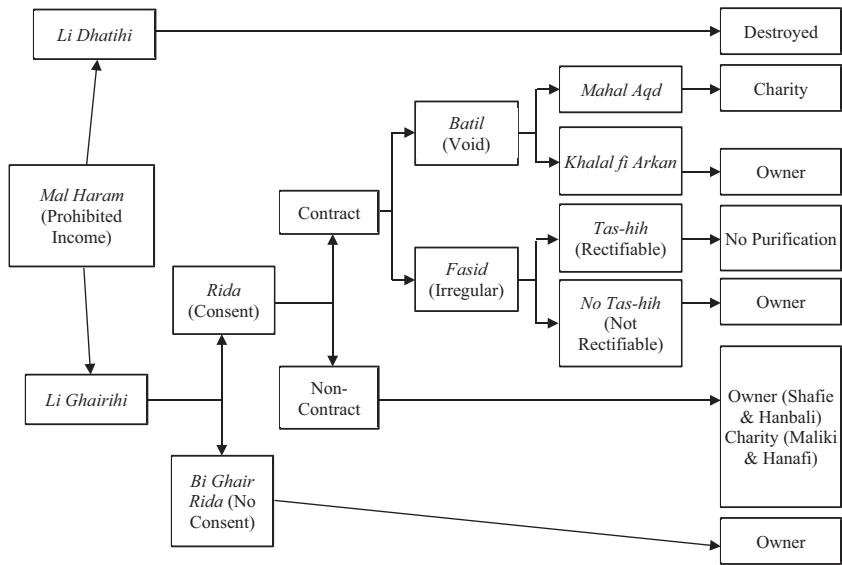 Li Dhatihi
Destroyed
Mal Haram
(Prohibited
Income)
Li Ghairihi
Rida
(Consent)
Bi Ghair
Rida (No
Consent)
Contract
Non-
Contract
Batil
(Void)
Fasid
(Irregular)
Mahal Aqd
Khalal fi Arkan
Tas-hih
(Rectifiable)
No Tas-hih
(Not
Rectifiable)
Charity
Owner
No Purification
Owner
Owner (Shafie
& Hanbali)
Charity (Maliki
& Hanafi)
Owner